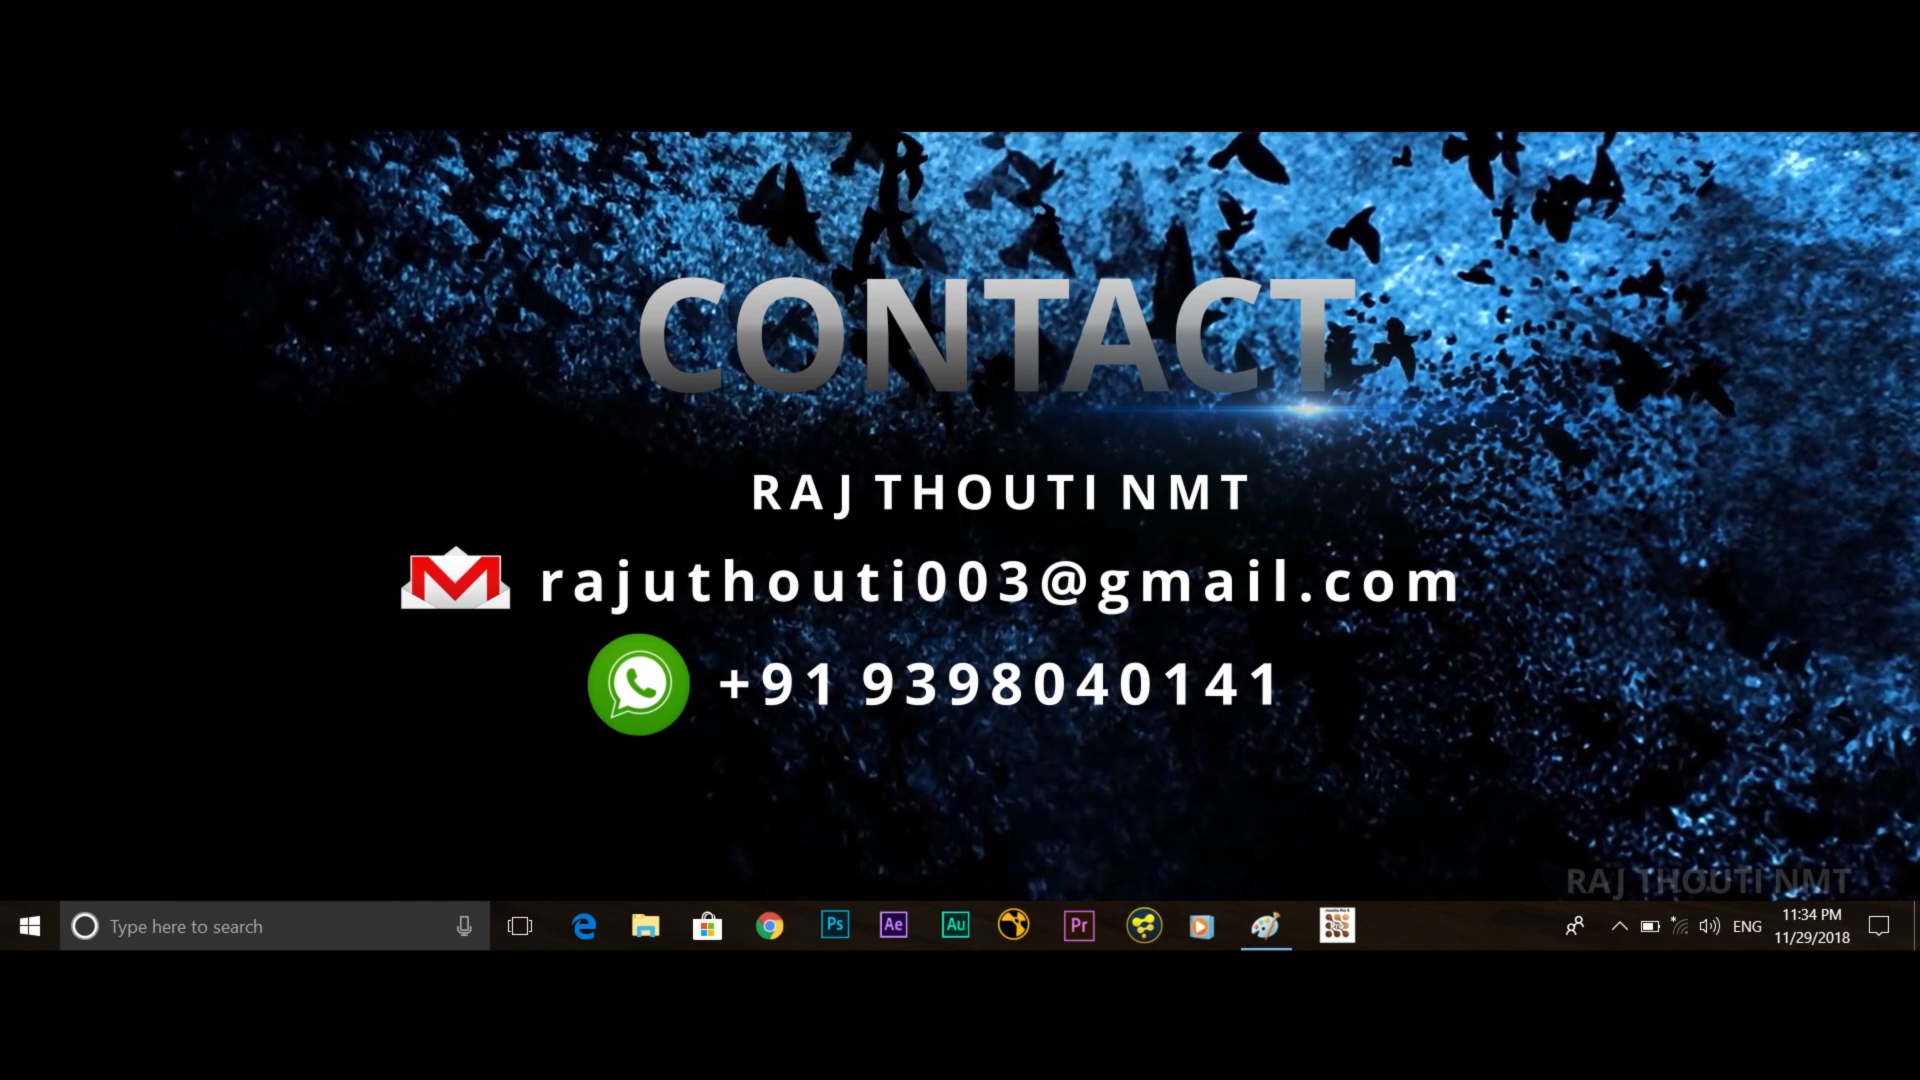 CONTACT
RAJ THOUTI NMT
rajuthouti003@gmail.com
+91 9398040141
RAJ THOUTI NMT
Type here to search
Ps
Ae
Au
Pr
ENG
11:34 PM
11/29/2018